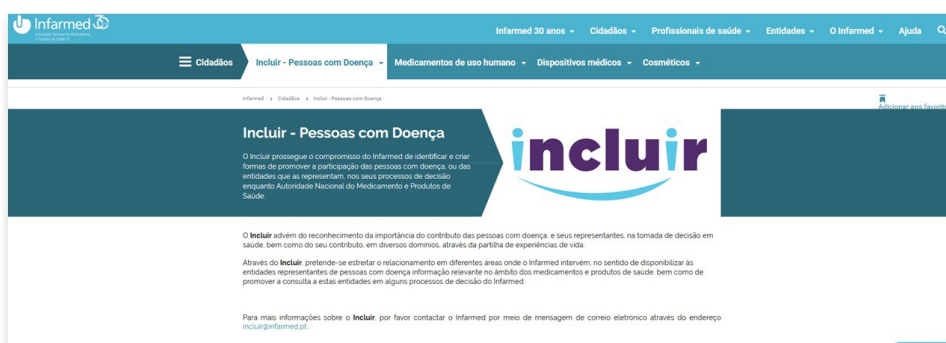 Infarmed
Infarmed 30 anos
Cidadãos
Profissionais de saúde
Entidades
O Infarmed
Ajuda
Cidadãos
Incluir - Pessoas com Doença
Medicamentos de uso humano
Dispositivos médicos
Cosméticos
Infarmed › Cidadãos › Incluir - Pessoas com Doença
Adicionar aos favorit
Incluir - Pessoas com Doença
O Incluir prossegue o compromisso do Infarmed de identificar e criar
formas de promover a participação das pessoas com doença, ou das
entidades que as representam, nos seus processos de decisão
enquanto Autoridade Nacional do Medicamento e Produtos de
Saúde.
incluir
O Incluir advém do reconhecimento da importância do contributo das pessoas com doença, e seus representantes, na tomada de decisão em
saúde, bem como do seu contributo, em diversos domínios, através da partilha de experiências de vida.
Através do Incluir, pretende-se estreitar o relacionamento em diferentes áreas onde o Infarmed intervém, no sentido de disponibilizar às
entidades representantes de pessoas com doença informação relevante no âmbito dos medicamentos e produtos de saúde, bem como de
promover a consulta a estas entidades em alguns processos de decisão do Infarmed.
Para mais informações sobre o Incluir, por favor contactar o Infarmed por meio de mensagem de correio eletrónico através do endereço
incluir@infarmed.pt .